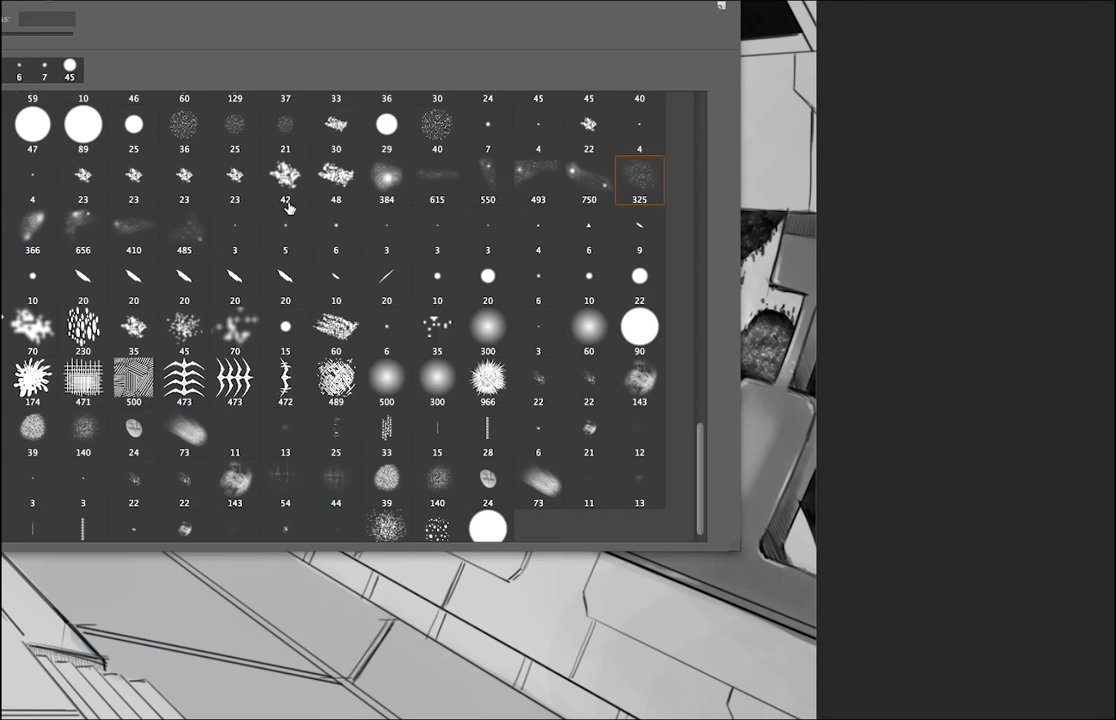 ss:
6 7 45
59 10 46 60 129 37 33 36 30 24 45 45 40
47 89 25 36 25 21 30 29 40 7 4 22 4
4 23 23 23 23 42 48 384 615 550 493 750 325
366 656 410 485 3 5 6 3 3 3 4 6 9
10 20 20 20 20 20 10 20 10 20 6 10 22
70 230 35 45 70 15 60 6 35 300 3 60 90
174 471 500 473 473 472 489 500 300 966 22 22 143
39 140 24 73 11 13 25 33 15 28 6 21 12
3 3 22 22 143 54 44 39 140 24 73 11 13